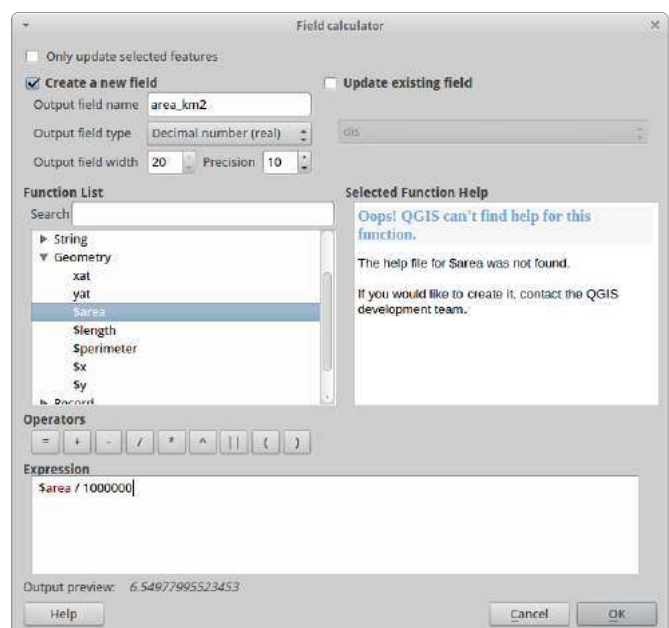 Field calculator
Only update selected features
Create a new field
Update existing field
Output field name area_km2
Output field type Decimal number (real)
dis
Output field width 20 Precision 10
Function List
Selected Function Help
Search
String
Geometry
xat
yat
$area
$length
$perimeter
$x
$y
Record
Oops! QGIS can't find help for this
function.
The help file for $area was not found.
If you would like to create it, contact the QGIS
development team.
Operators
= + - / * ^ || ( )
Expression
$area / 1000000
Output preview: 6.54977995523453
Help
Cancel
OK